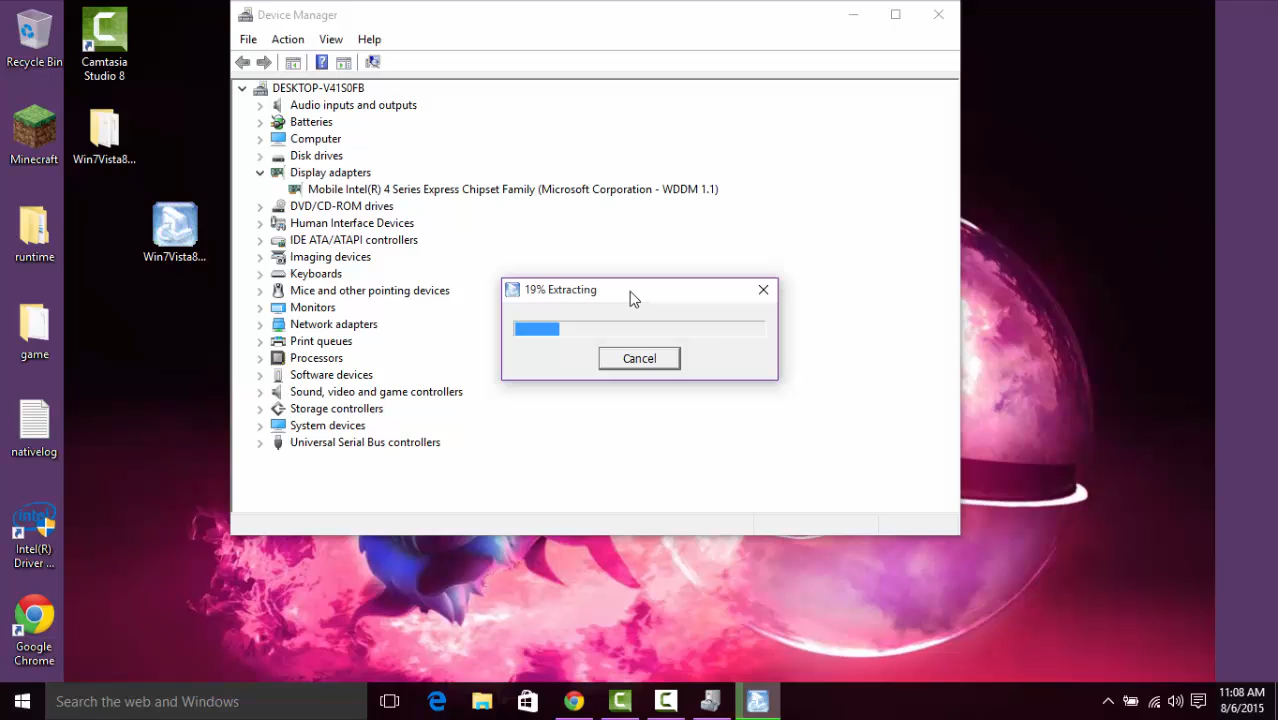 Recycle Bin
Camtasia
Studio 8
Minecraft
Win7Vista8...
runtime
Win7Vista8...
game
nativelog
intel
Intel(R)
Driver ...
Google
Chrome
Device Manager
File Action View Help
DESKTOP-V41S0FB
Audio inputs and outputs
Batteries
Computer
Disk drives
Display adapters
Mobile Intel(R) 4 Series Express Chipset Family (Microsoft Corporation - WDDM 1.1)
DVD/CD-ROM drives
Human Interface Devices
IDE ATA/ATAPI controllers
Imaging devices
Keyboards
Mice and other pointing devices
Monitors
Network adapters
Print queues
Processors
Software devices
Sound, video and game controllers
Storage controllers
System devices
Universal Serial Bus controllers
19% Extracting
Cancel
Search the web and Windows
11:08 AM
8/6/2015